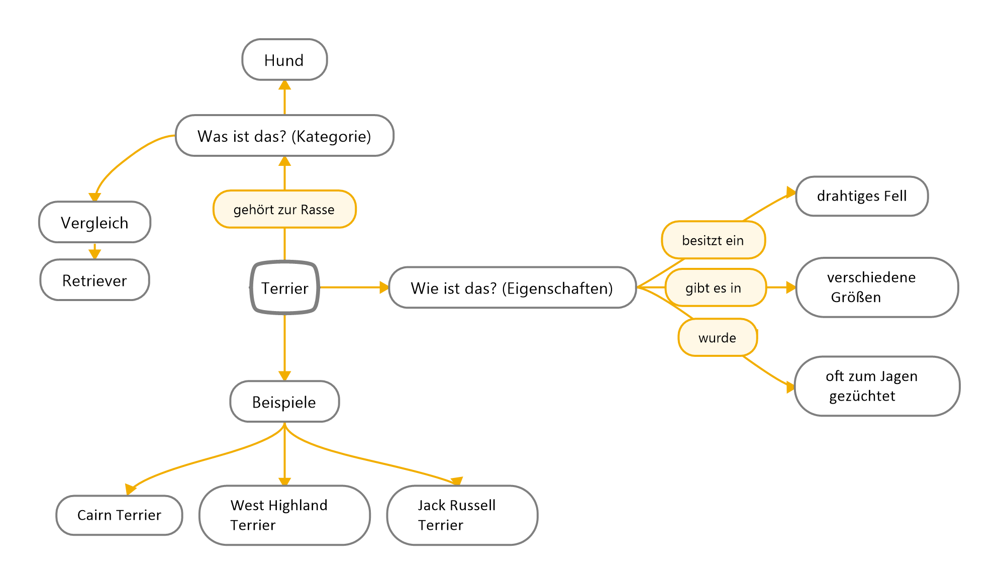 Hund
Was ist das? (Kategorie)
gehört zur Rasse
Vergleich
Retriever
Terrier
Wie ist das? (Eigenschaften)
besitzt ein
drahtiges Fell
gibt es in
verschiedene
Größen
wurde
oft zum Jagen
gezüchtet
Beispiele
Cairn Terrier
West Highland
Terrier
Jack Russell
Terrier